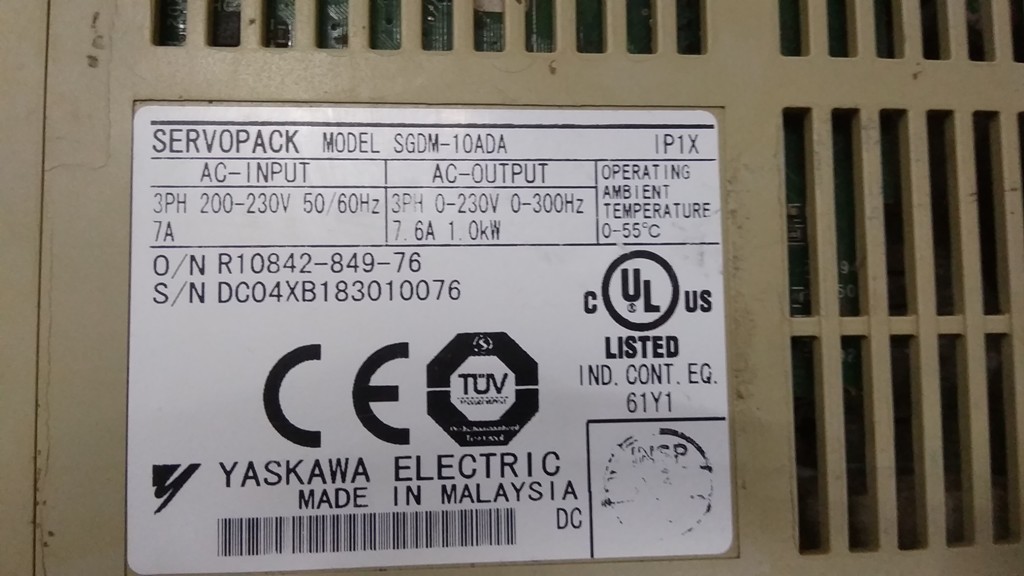 SERVOPACK MODEL SGDM-10ADA IP1X
AC-INPUT
3PH 200-230V 50/60Hz
7A
AC-OUTPUT
3PH 0-230V 0-300Hz
7.6A 1.0kW
OPERATING
AMBIENT
TEMPERATURE
0-55°C
O/N R10842-849-76
S/N DC04XB183010076
C UL US
LISTED
IND. CONT. EQ.
61Y1
CE
TÜV
YASKAWA ELECTRIC
MADE IN MALAYSIA
DC